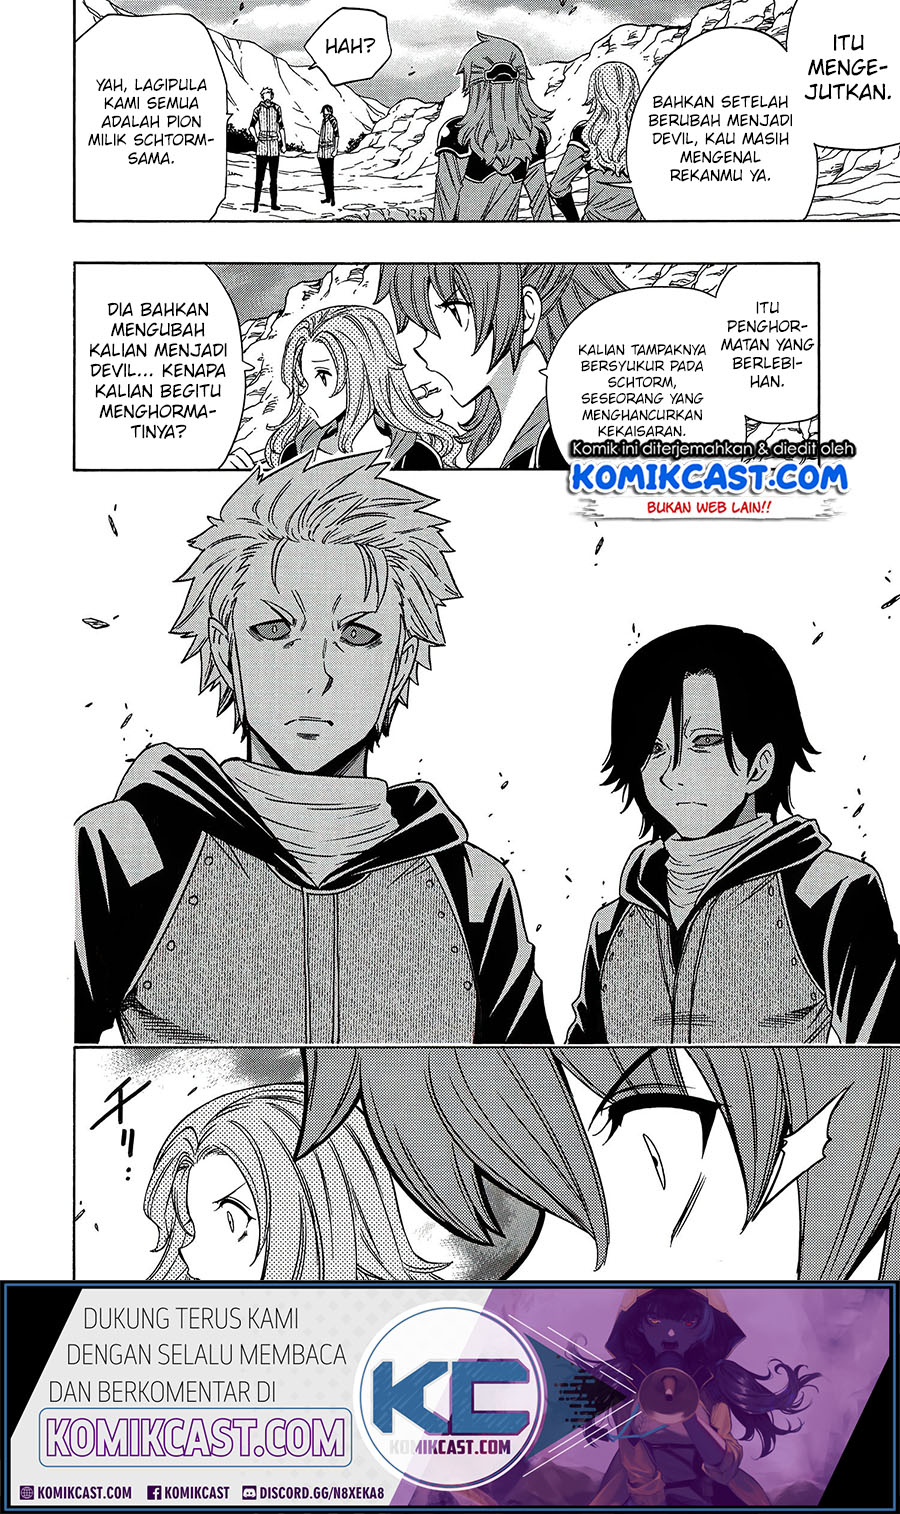 ITU
MENGE-
JUTKAN.
BAHKAN SETELAH
BERUBAH MENJADI
DEVIL, KAU MASIH
MENGENAL
REKANMU YA.
HAH?
YAH, LAGIPULA
KAMI SEMUA
ADALAH PION
MILIK SCHTORM-
SAMA.
ITU
PENGHOR-
MATAN YANG
BERLEBI-
HAN.
KALIAN TAMPAKNYA
BERSYUKUR PADA
SCHTORM,
SESEORANG YANG
MENGHANCURKAN
KEKAISARAN.
DIA BAHKAN
MENGUBAH
KALIAN MENJADI
DEVIL... KENAPA
KALIAN BEGITU
MENGHORMA-
TINYA?
Komik ini diterjemahkan & diedit oleh
KOMIKCAST.COM
BUKAN WEB LAIN!!
DUKUNG TERUS KAMI
DENGAN SELALU MEMBACA
DAN BERKOMENTAR DI
KOMIKCAST.COM
KC
KOMIKCAST.COM
KOMIKCAST.COM
KOMIKCAST
DISCORD.GG/N8XEKA8